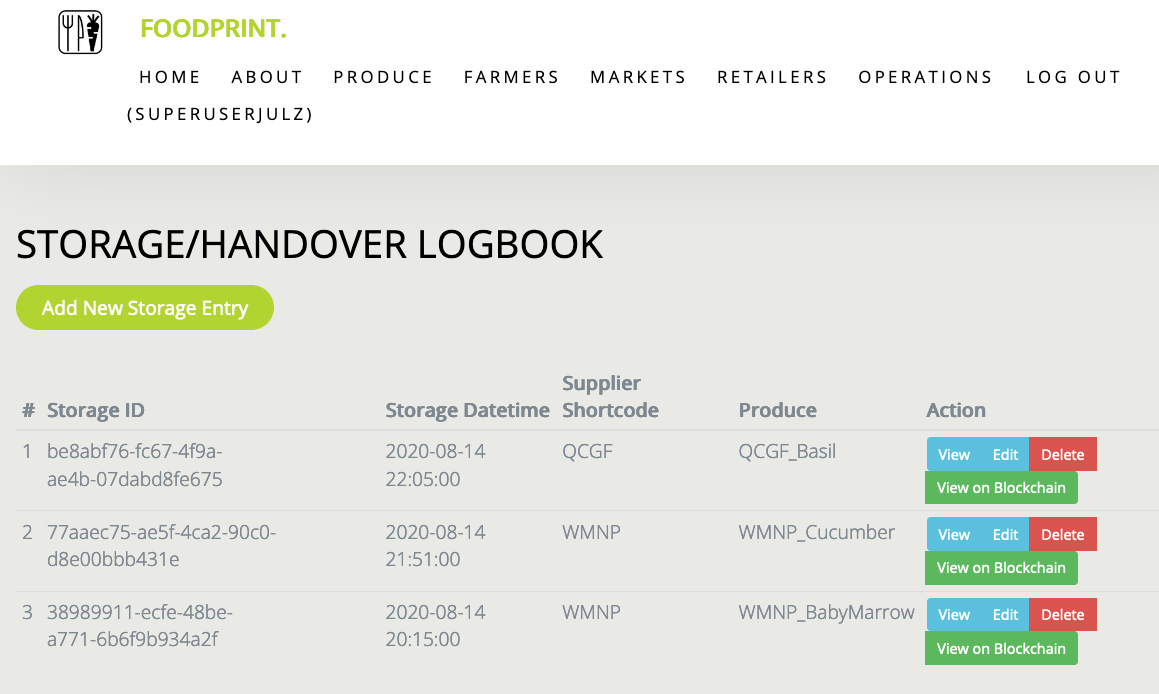 FOODPRINT.
HOME ABOUT PRODUCE FARMERS MARKETS RETAILERS OPERATIONS LOG OUT
(SUPERUSERJULZ)
STORAGE/HANDOVER LOGBOOK
Add New Storage Entry
# Storage ID Storage Datetime Supplier Shortcode Produce Action
1 be8abf76-fc67-4f9a- 2020-08-14 QCGF QCGF_Basil View Edit Delete
ae4b-07dabd8fe675 22:05:00 View on Blockchain
2 77aaec75-ae5f-4ca2-90c0- 2020-08-14 WMNP WMNP_Cucumber View Edit Delete
d8e00bbb431e 21:51:00 View on Blockchain
3 38989911-ecfe-48be- 2020-08-14 WMNP WMNP_BabyMarrow View Edit Delete
a771-6b6f9b934a2f 20:15:00 View on Blockchain